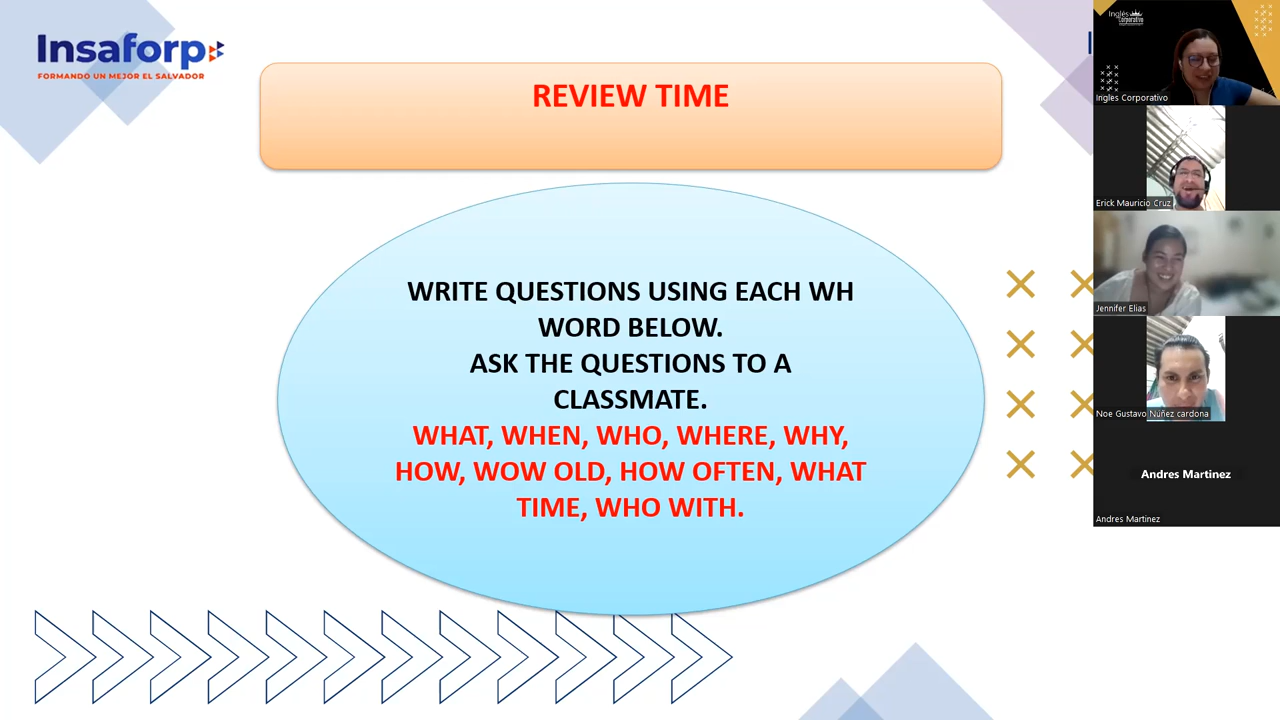 Insaforp
FORMANDO UN MEJOR EL SALVADOR
REVIEW TIME
WRITE QUESTIONS USING EACH WH
WORD BELOW.
ASK THE QUESTIONS TO A
CLASSMATE.
WHAT, WHEN, WHO, WHERE, WHY,
HOW, WOW OLD, HOW OFTEN, WHAT
TIME, WHO WITH.
Inglés
Corporativo
Ingles Corporativo
Erick Mauricio Cruz
Jennifer Elias
Noe Gustavo Núñez cardona
Andres Martinez
Andres Martinez